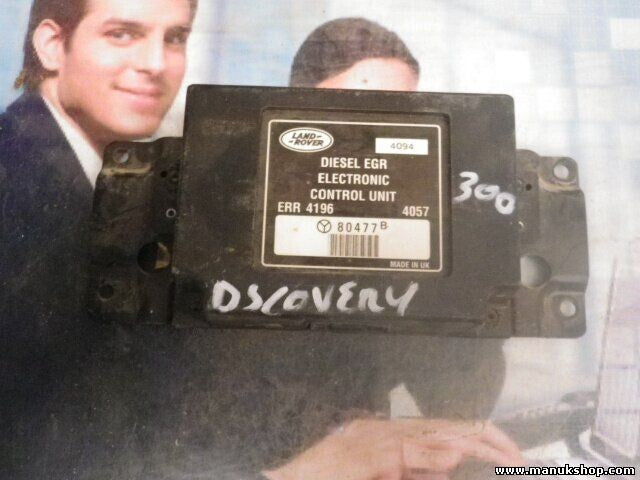 LAND-
ROVER
4094
DIESEL EGR
ELECTRONIC
CONTROL UNIT
ERR 4196 4057
80477B
MADE IN UK
300
DSCOVERY
www.manukshop.com